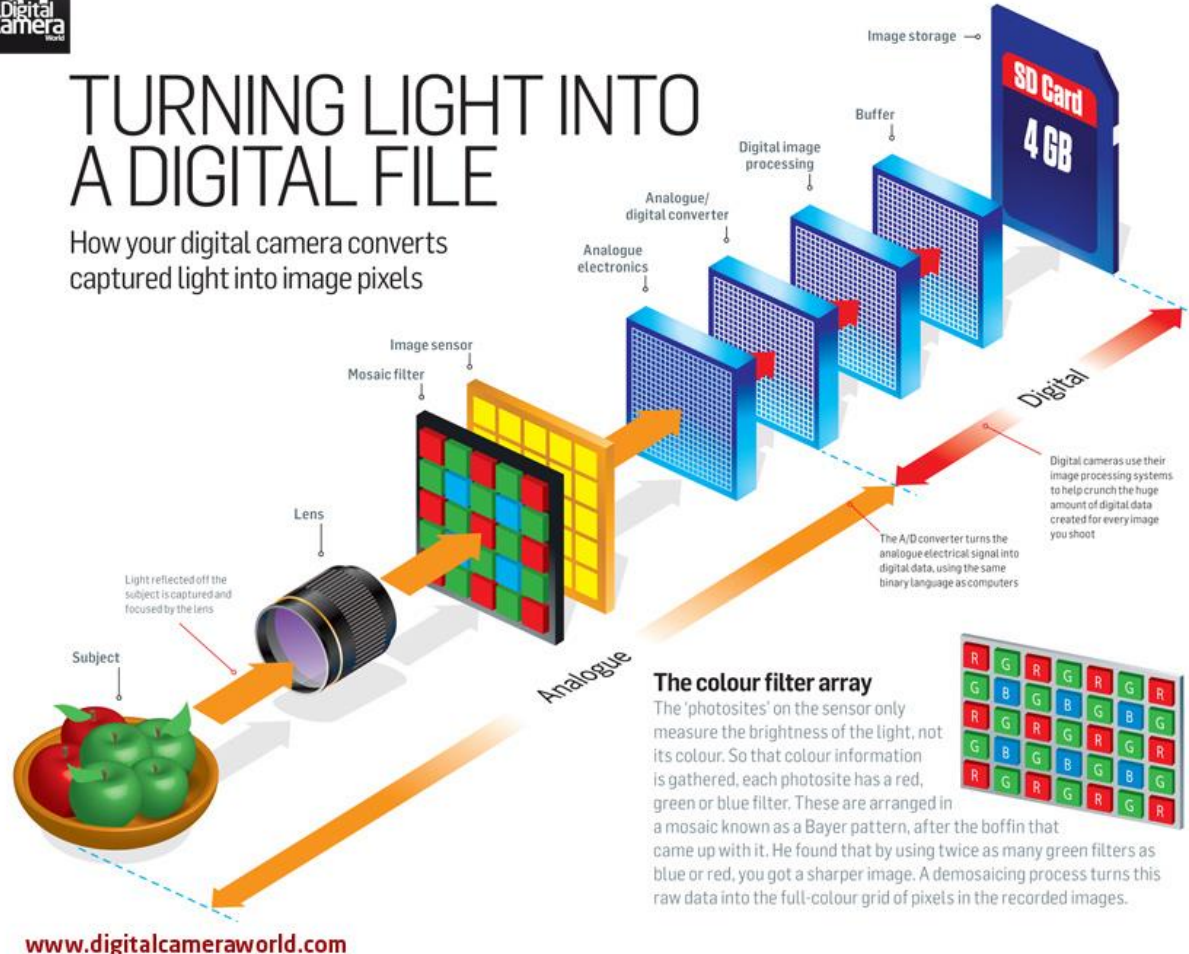 Digital
Camera
World
TURNING LIGHT INTO
A DIGITAL FILE
How your digital camera converts
captured light into image pixels
Image storage
SD Card
4 GB
Buffer
Digital image
processing
Analogue/
digital converter
Analogue
electronics
Image sensor
Mosaic filter
Lens
Light reflected off the
subject is captured and
focused by the lens
Subject
Analogue
Digital
Digital cameras use their
image processing systems
to help crunch the huge
amount of digital data
created for every image
you shoot
The A/D converter turns the
analogue electrical signal into
digital data, using the same
binary language as computers
The colour filter array
The 'photosites' on the sensor only
measure the brightness of the light, not
its colour. So that colour information
is gathered, each photosite has a red,
green or blue filter. These are arranged in
a mosaic known as a Bayer pattern, after the boffin that
came up with it. He found that by using twice as many green filters as
blue or red, you got a sharper image. A demosaicing process turns this
raw data into the full-colour grid of pixels in the recorded images.
R G R G R G R
G B G B G B G
R G R G R G R
G B G B G B G
R G R G R G R
www.digitalcameraworld.com